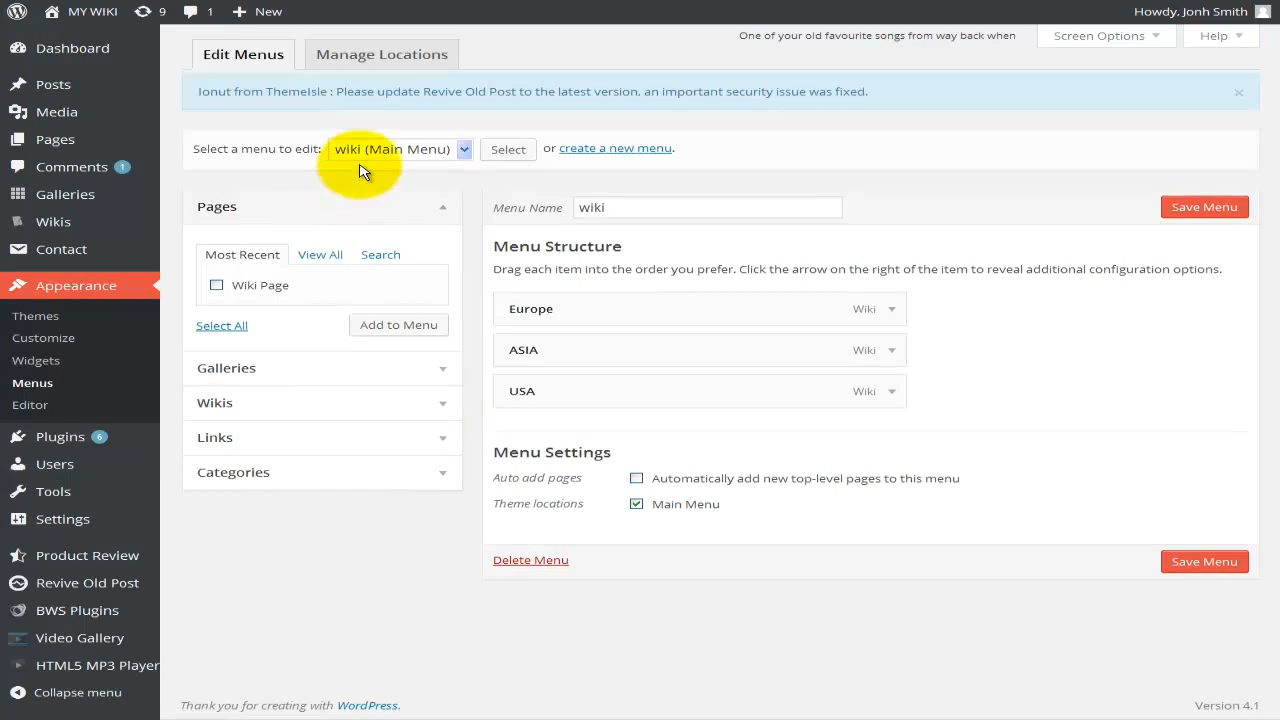 MY WIKI 9 1 New Howdy, Jonh Smith
Dashboard
Posts
Media
Pages
Comments 1
Galleries
Wikis
Contact
Appearance
Themes
Customize
Widgets
Menus
Editor
Plugins 6
Users
Tools
Settings
Product Review
Revive Old Post
BWS Plugins
Video Gallery
HTML5 MP3 Player
Collapse menu
One of your old favourite songs from way back when
Screen Options
Help
Edit Menus
Manage Locations
Ionut from ThemeIsle : Please update Revive Old Post to the latest version, an important security issue was fixed.
Select a menu to edit: wiki (Main Menu) Select or create a new menu.
Pages
Most Recent View All Search
Wiki Page
Select All Add to Menu
Galleries
Wikis
Links
Categories
Menu Name wiki Save Menu
Menu Structure
Drag each item into the order you prefer. Click the arrow on the right of the item to reveal additional configuration options.
Europe Wiki
ASIA Wiki
USA Wiki
Menu Settings
Auto add pages Automatically add new top-level pages to this menu
Theme locations Main Menu
Delete Menu Save Menu
Thank you for creating with WordPress. Version 4.1